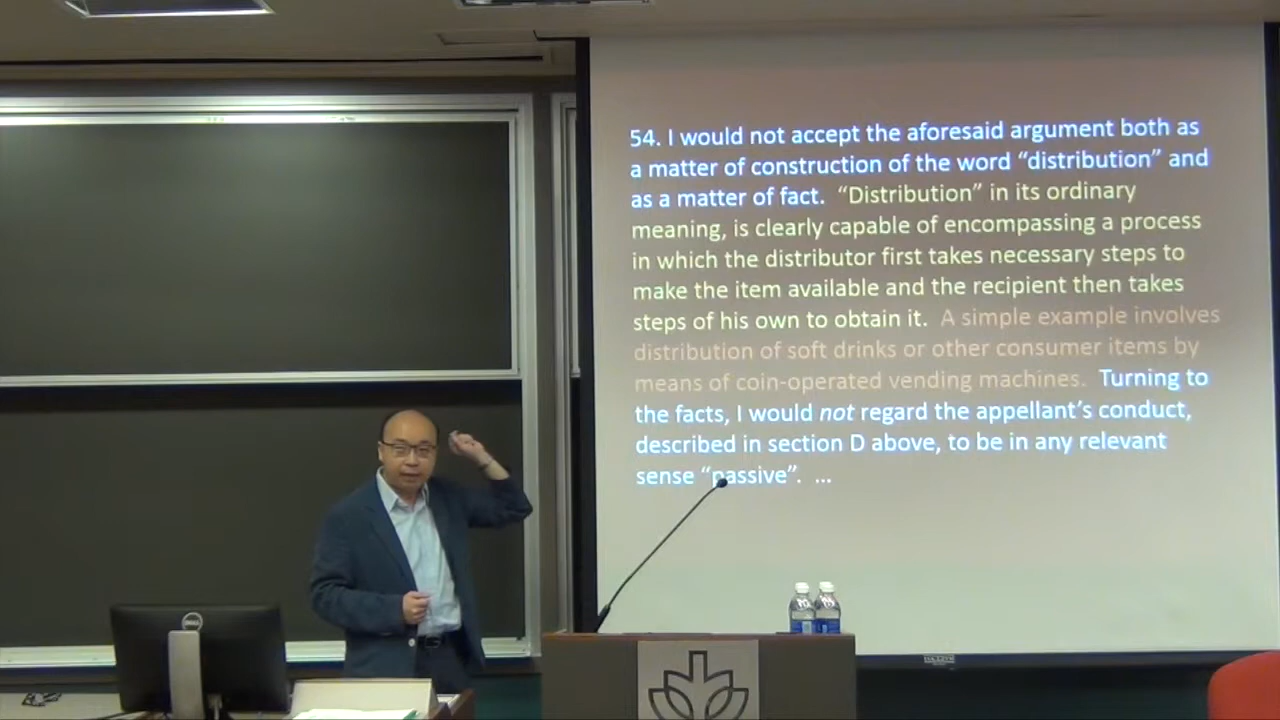 54. I would not accept the aforesaid argument both as
a matter of construction of the word “distribution” and
as a matter of fact. “Distribution” in its ordinary
meaning, is clearly capable of encompassing a process
in which the distributor first takes necessary steps to
make the item available and the recipient then takes
steps of his own to obtain it. A simple example involves
distribution of soft drinks or other consumer items by
means of coin-operated vending machines. Turning to
the facts, I would not regard the appellant’s conduct,
described in section D above, to be in any relevant
sense “passive”. ...
DELL